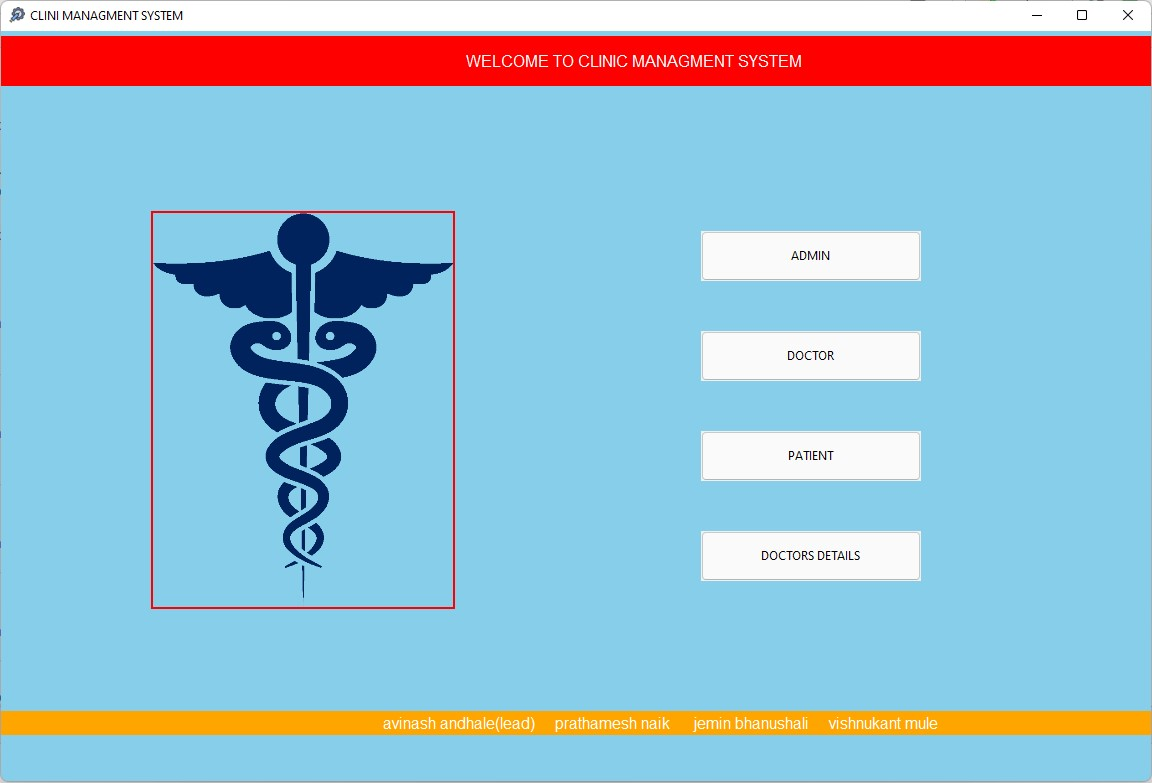 CLINI MANAGMENT SYSTEM
WELCOME TO CLINIC MANAGMENT SYSTEM
ADMIN
DOCTOR
PATIENT
DOCTORS DETAILS
avinash andhale(lead) prathamesh naik jemin bhanushali vishnukant mule